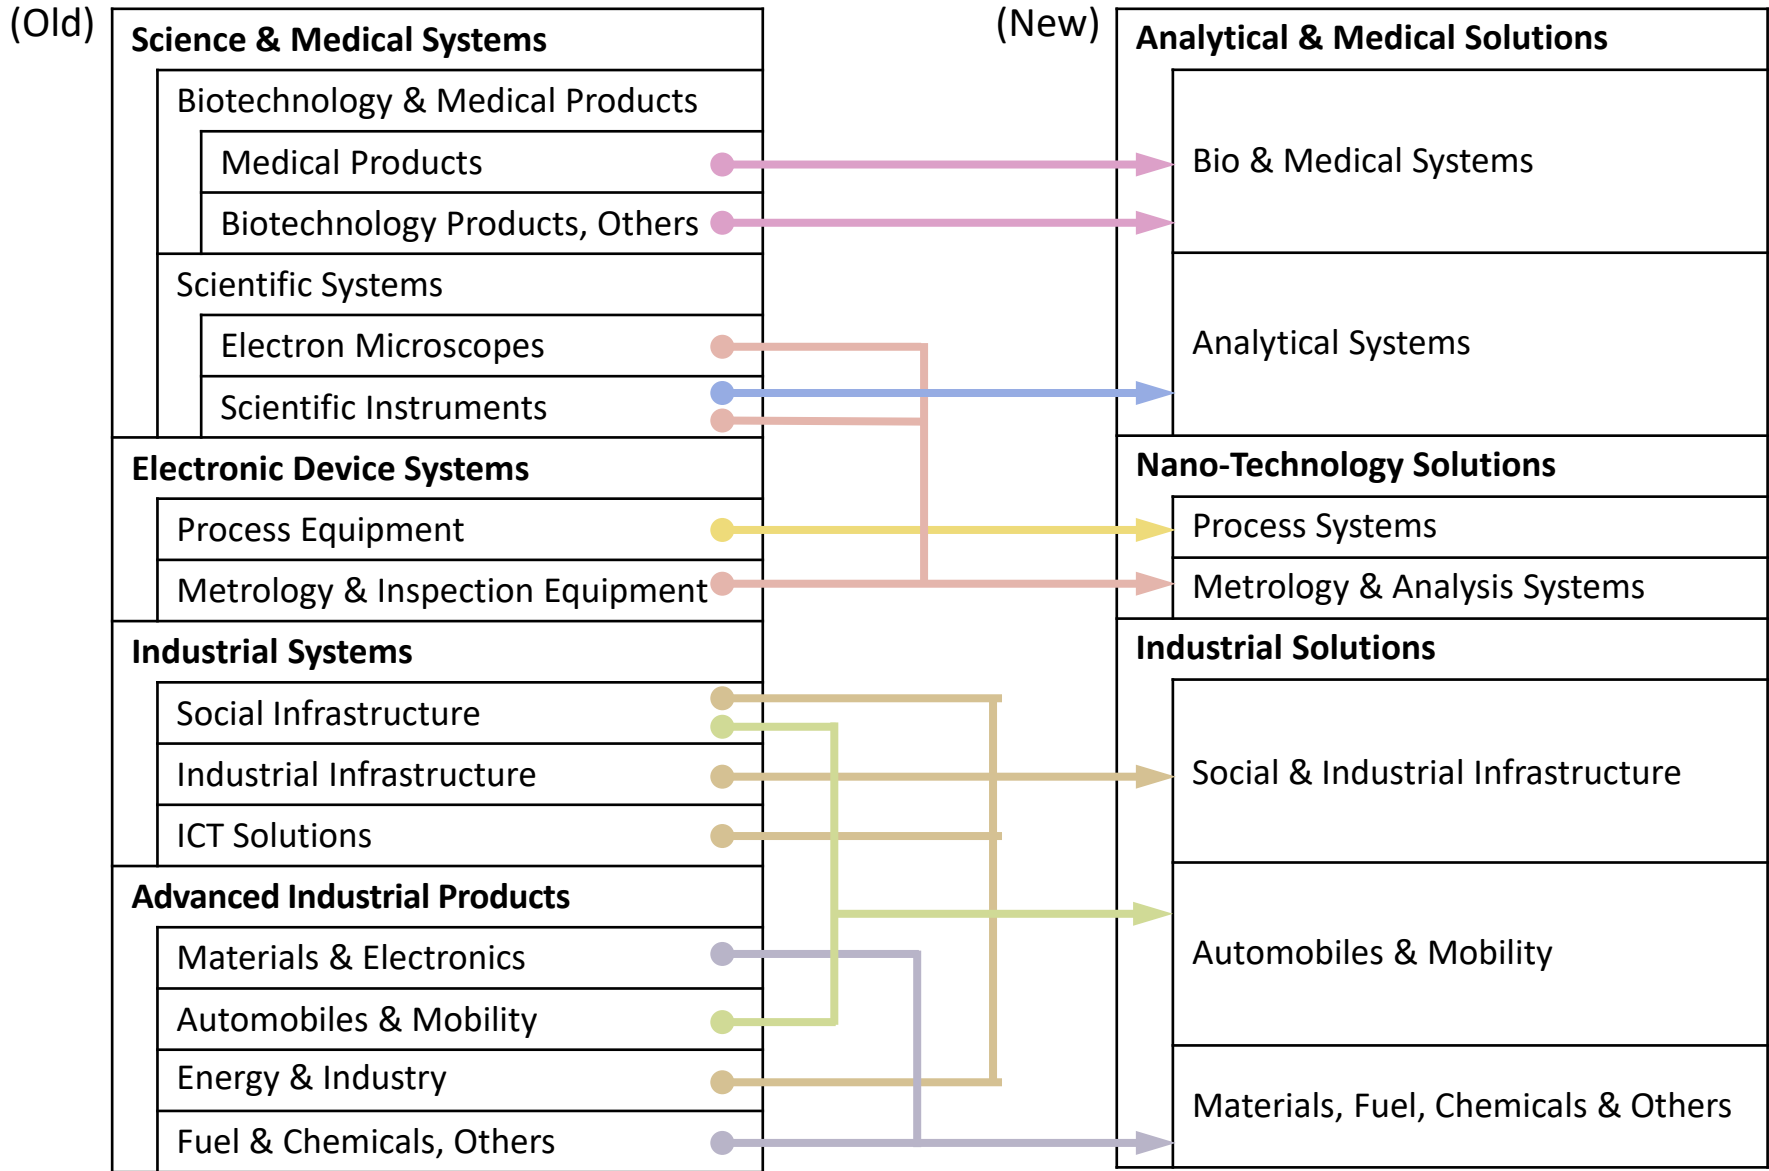 (Old)
Science & Medical Systems
Biotechnology & Medical Products
Medical Products
Biotechnology Products, Others
Scientific Systems
Electron Microscopes
Scientific Instruments
Electronic Device Systems
Process Equipment
Metrology & Inspection Equipment
Industrial Systems
Social Infrastructure
Industrial Infrastructure
ICT Solutions
Advanced Industrial Products
Materials & Electronics
Automobiles & Mobility
Energy & Industry
Fuel & Chemicals, Others
(New)
Analytical & Medical Solutions
Bio & Medical Systems
Analytical Systems
Nano-Technology Solutions
Process Systems
Metrology & Analysis Systems
Industrial Solutions
Social & Industrial Infrastructure
Automobiles & Mobility
Materials, Fuel, Chemicals & Others